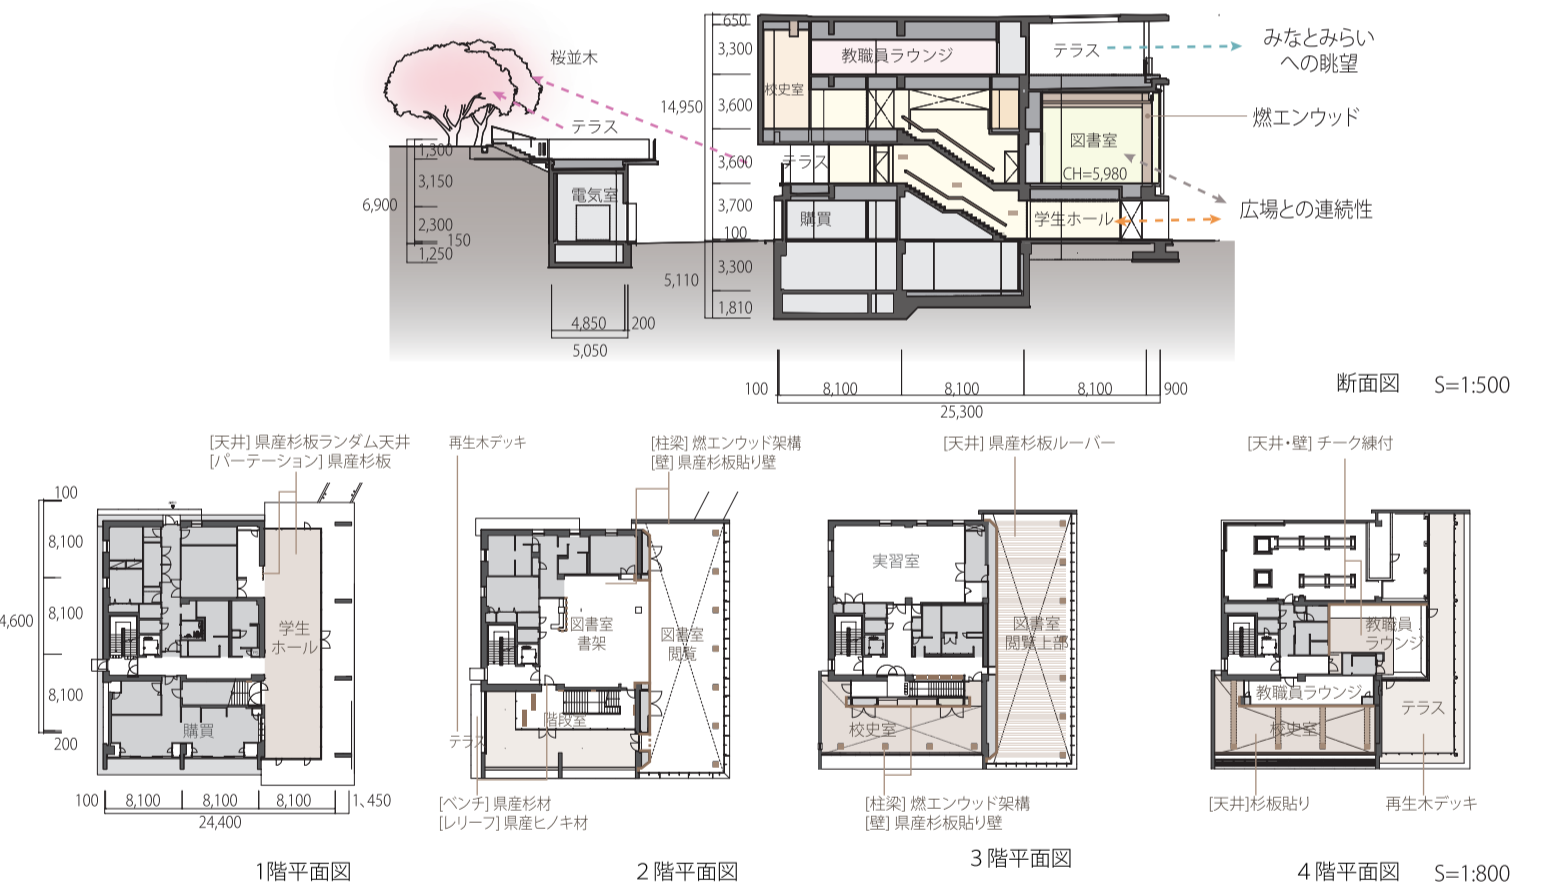 桜並木
テラス
1,300
3,150
6,900
2,300
150
1,250
電気室
4,850
200
5,050
650
3,300
14,950
3,600
3,600
3,700
100
5,110
3,300
1,810
教職員ラウンジ
テラス
みなとみらい
への眺望
校史室
燃エンウッド
図書室
CH=5,980
テラス
購買
学生ホール
広場との連続性
100
8,100
8,100
8,100
900
25,300
断面図 S=1:500
[天井] 県産杉板ランダム天井
[パーテーション] 県産杉板
100
8,100
8,100
8,100
200
4,600
学生
ホール
購買
100
8,100
8,100
8,100
1,450
24,400
1階平面図
再生木デッキ
[柱梁] 燃エンウッド架構
[壁] 県産杉板貼り壁
図書室
書架
図書室
閲覧
階段室
テラス
[ベンチ] 県産杉材
[レリーフ] 県産ヒノキ材
２階平面図
[天井] 県産杉板ルーバー
実習室
図書室
閲覧上部
校史室
[柱梁] 燃エンウッド架構
[壁] 県産杉板貼り壁
３階平面図
[天井・壁] チーク練付
教職員
ラウンジ
教職員ラウンジ
校史室
テラス
[天井]杉板貼り
再生木デッキ
４階平面図 S=1:800